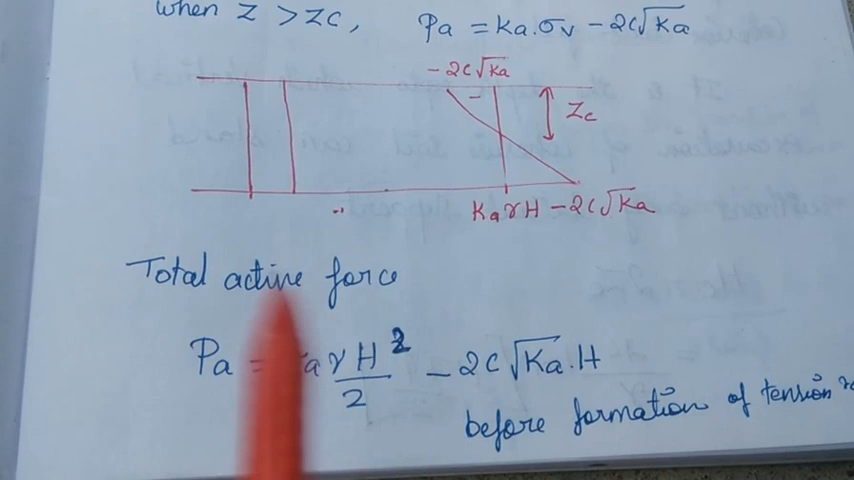 when z > zc, Pa = ka.σv - 2c√Ka
- 2c√Ka
-
Zc
KaγH - 2c√Ka
Total active force
Pa = aγH²/2 - 2c√Ka.H
before formation of tension